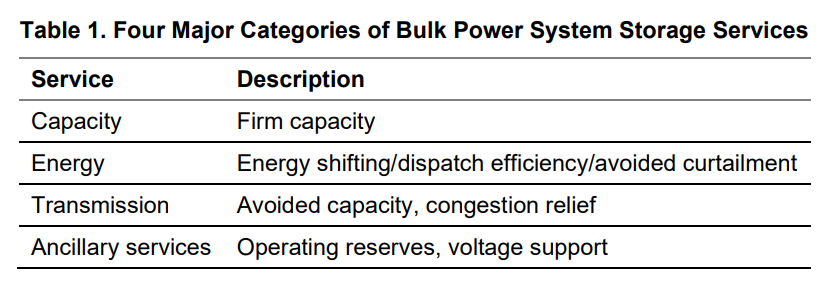 Table 1. Four Major Categories of Bulk Power System Storage Services
Service Description
Capacity Firm capacity
Energy Energy shifting/dispatch efficiency/avoided curtailment
Transmission Avoided capacity, congestion relief
Ancillary services Operating reserves, voltage support